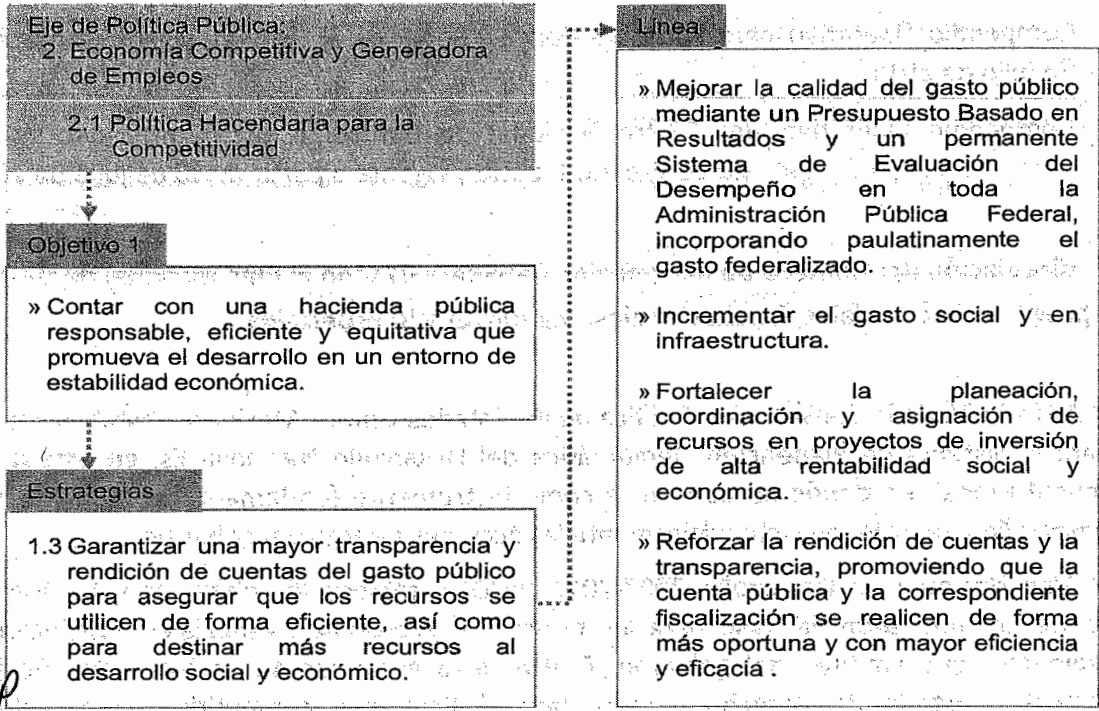 Eje de Política Pública:
2. Economía Competitiva y Generadora
de Empleos
2.1 Política Hacendaria para la
Competitividad
Objetivo 1
» Contar con una hacienda pública
responsable, eficiente y equitativa que
promueva el desarrollo en un entorno de
estabilidad económica.
Estrategias
1.3 Garantizar una mayor transparencia y
rendición de cuentas del gasto público
para asegurar que los recursos se
utilicen de forma eficiente, así como
para destinar más recursos al
desarrollo social y económico.
Línea
» Mejorar la calidad del gasto público
mediante un Presupuesto Basado en
Resultados y un permanente
Sistema de Evaluación del
Desempeño en toda la
Administración Pública Federal,
incorporando paulatinamente el
gasto federalizado.
» Incrementar el gasto social y en
infraestructura.
» Fortalecer la planeación,
coordinación y asignación de
recursos en proyectos de inversión
de alta rentabilidad social y
económica.
» Reforzar la rendición de cuentas y la
transparencia, promoviendo que la
cuenta pública y la correspondiente
fiscalización se realicen de forma
más oportuna y con mayor eficiencia
y eficacia .